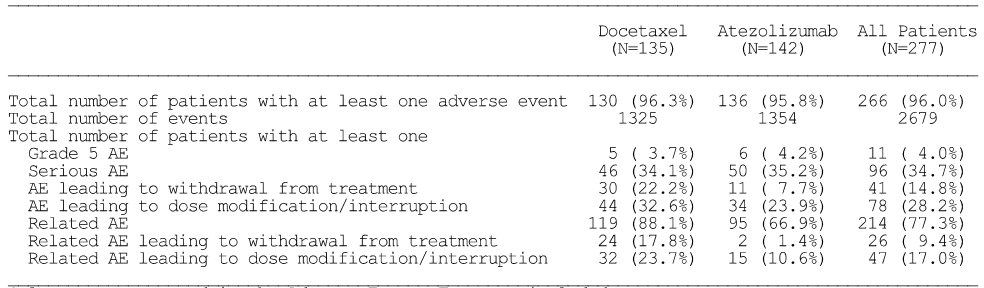 Docetaxel Atezolizumab All Patients
(N=135) (N=142) (N=277)
Total number of patients with at least one adverse event 130 (96.3%) 136 (95.8%) 266 (96.0%)
Total number of events 1325 1354 2679
Total number of patients with at least one
Grade 5 AE 5 ( 3.7%) 6 ( 4.2%) 11 ( 4.0%)
Serious AE 46 (34.1%) 50 (35.2%) 96 (34.7%)
AE leading to withdrawal from treatment 30 (22.2%) 11 ( 7.7%) 41 (14.8%)
AE leading to dose modification/interruption 44 (32.6%) 34 (23.9%) 78 (28.2%)
Related AE 119 (88.1%) 95 (66.9%) 214 (77.3%)
Related AE leading to withdrawal from treatment 24 (17.8%) 2 ( 1.4%) 26 ( 9.4%)
Related AE leading to dose modification/interruption 32 (23.7%) 15 (10.6%) 47 (17.0%)